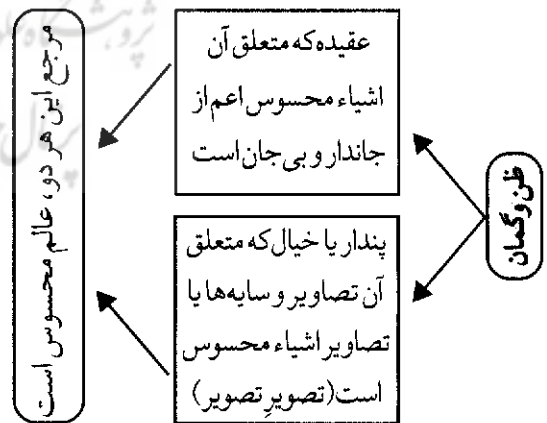 ظن و گمان
عقیده که متعلق آن
اشیاء محسوس اعم از
جاندار و بی جان است
پندار یا خیال که متعلق
آن تصاویر و سایه‌ها یا
تصاویر اشیاء محسوس
است (تصویرِ تصویر)
مرجع این هر دو، عالم محسوس است